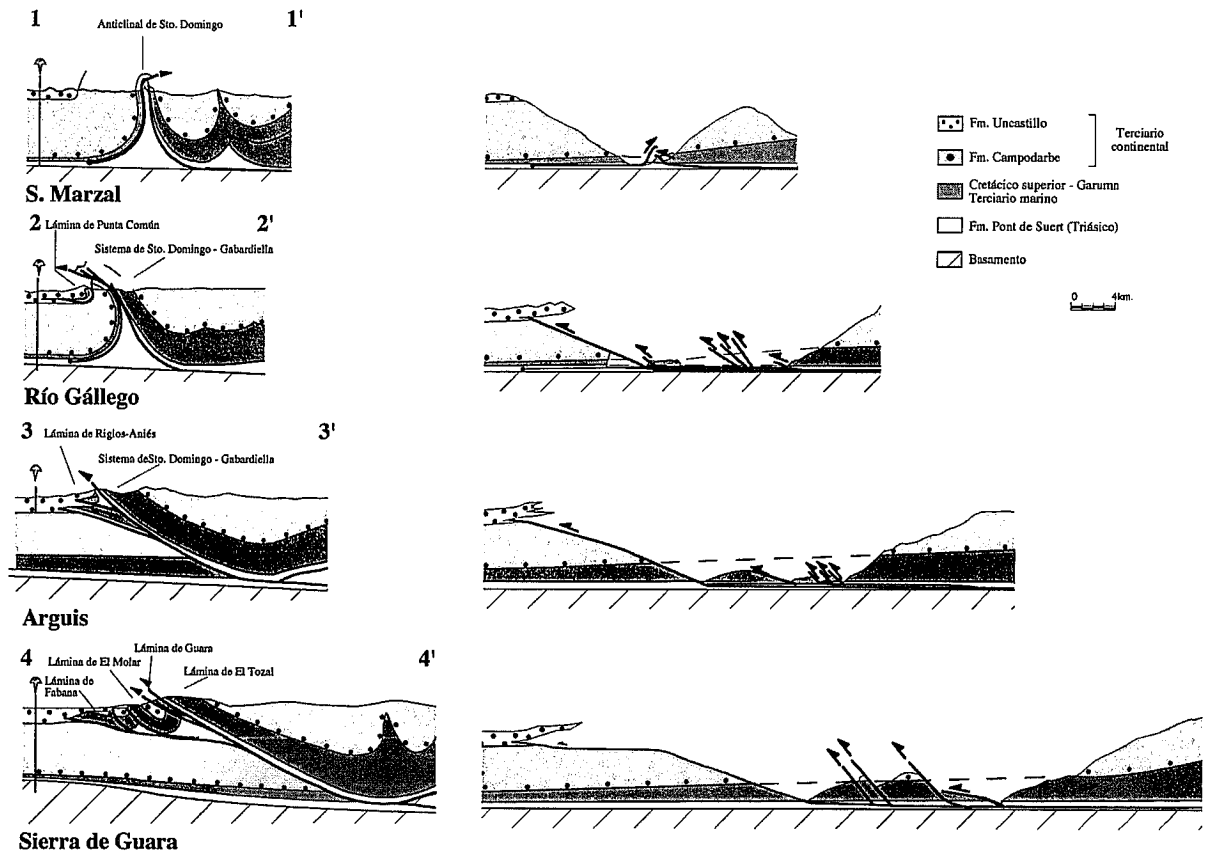 1
1'
Anticlinal de Sto. Domingo
S. Marzal
2
Lámina de Punta Común
2'
Sistema de Sto. Domingo - Gabardiella
Río Gállego
3
Lámina de Riglos-Aniés
3'
Sistema deSto. Domingo - Gabardiella
Arguis
4
Lámina de Guara
4'
Lámina de El Molar
Lámina de El Tozal
Lámina de
Fabana
Sierra de Guara
Fm. Uncastillo
Fm. Campodarbe
Terciario
continental
Cretácico superior - Garumn
Terciario marino
Fm. Pont de Suert (Triásico)
Basamento
0 4km.